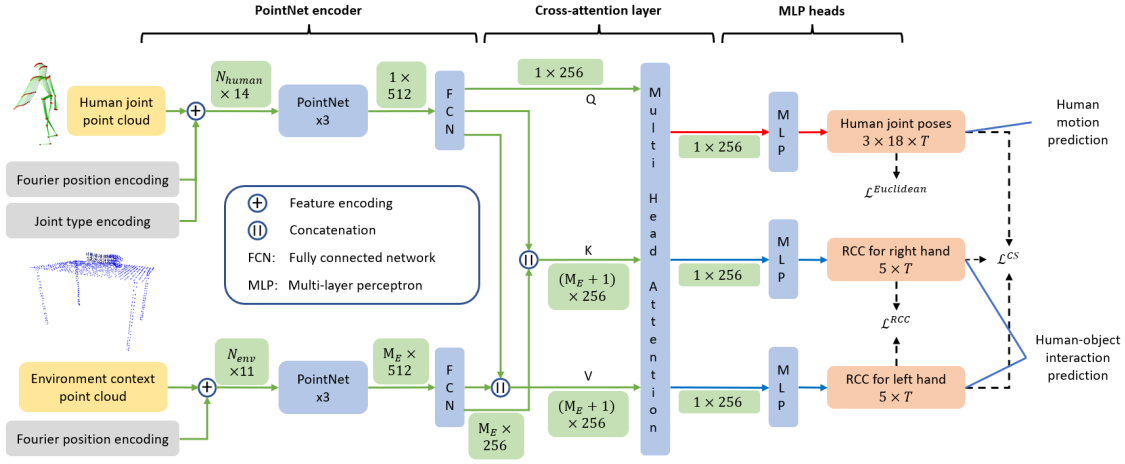 PointNet encoder
Cross-attention layer
MLP heads
Human joint
point cloud
+
N_human
× 14
PointNet
x3
1 ×
512
F
C
N
1 × 256
Q
Multi Head Attention
1 × 256
M
L
P
Human joint poses
3 × 18 × T
Human
motion
prediction
ℒ^Euclidean
Fourier position encoding
Joint type encoding
+ Feature encoding
|| Concatenation
FCN: Fully connected network
MLP: Multi-layer perceptron
||
K
(M_E + 1)
× 256
1 × 256
M
L
P
RCC for right hand
5 × T
ℒ^CS
ℒ^RCC
Environment context
point cloud
+
N_env
×11
PointNet
x3
M_E ×
512
F
C
N
||
V
(M_E + 1)
× 256
M_E ×
256
1 × 256
M
L
P
RCC for left hand
5 × T
Human-object
interaction
prediction
Fourier position encoding